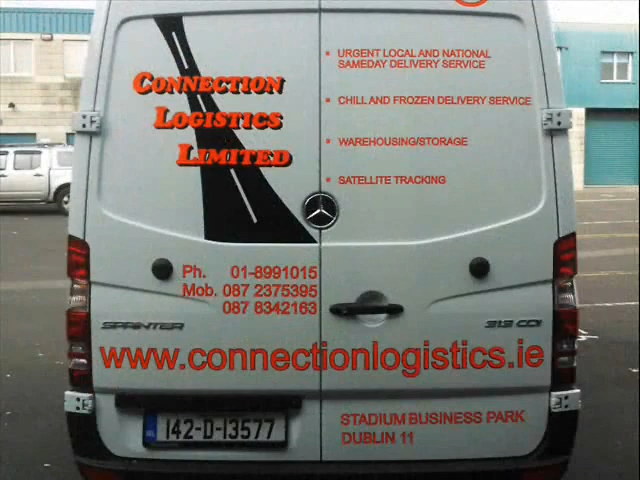 CONNECTION
LOGISTICS
LIMITED
• URGENT LOCAL AND NATIONAL
SAMEDAY DELIVERY SERVICE
• CHILL AND FROZEN DELIVERY SERVICE
• WAREHOUSING/STORAGE
• SATELLITE TRACKING
Ph. 01-8991015
Mob. 087 2375395
087 8342163
SPRINTER
313 CDI
www.connectionlogistics.ie
142-D-13577
STADIUM BUSINESS PARK
DUBLIN 11